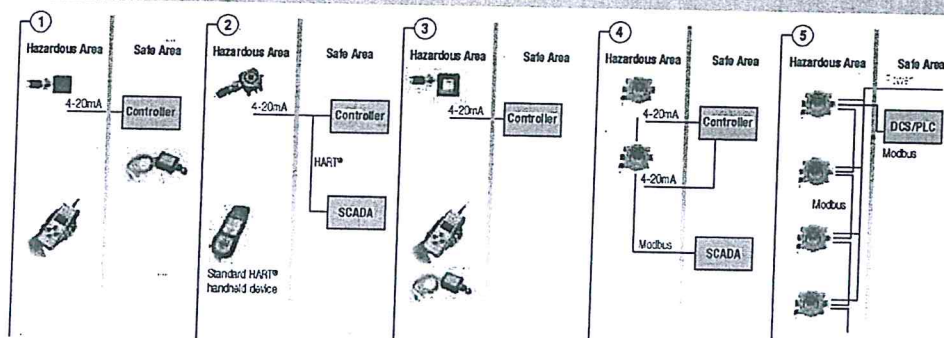 1
Hazardous Area
Safe Area
4-20mA
Controller
2
Hazardous Area
Safe Area
4-20mA
Controller
HART®
SCADA
Standard HART®
handheld device
3
Hazardous Area
Safe Area
4-20mA
Controller
4
Hazardous Area
Safe Area
4-20mA
Controller
4-20mA
Modbus
SCADA
5
Hazardous Area
Safe Area
Power
DCS/PLC
Modbus
Modbus